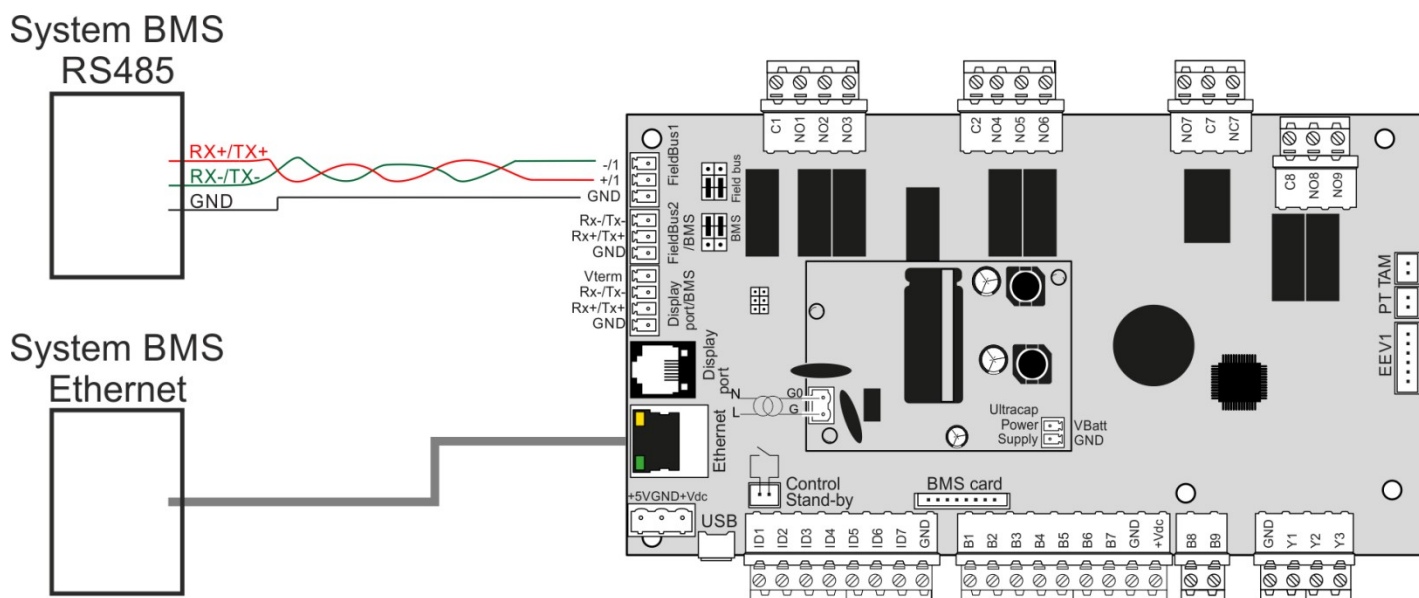 System BMS
RS485
RX+/TX+
RX-/TX-
GND
-/1
+/1
GND
FieldBus1
Field bus
Rx-/Tx-
Rx+/Tx+
GND
FieldBus2
/BMS
BMS
Vterm
Rx-/Tx-
Rx+/Tx+
GND
Display
port/BMS
C1
NO1
NO2
NO3
C2
NO4
NO5
NO6
NO7
C7
NC7
C8
NO8
NO9
PT TAM
EEV1
System BMS
Ethernet
Display
port
Ethernet
N
G0
L
G
Ultracap
Power
Supply
VBatt
GND
Control
Stand-by
BMS card
+5VGND+Vdc
USB
ID1
ID2
ID3
ID4
ID5
ID6
ID7
GND
B1
B2
B3
B4
B5
B6
B7
GND
+Vdc
B8
B9
GND
Y1
Y2
Y3